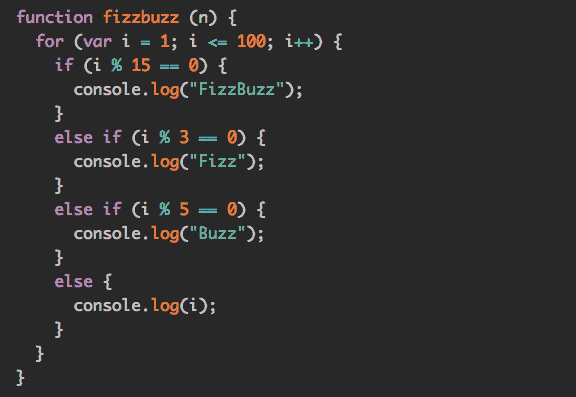 function fizzbuzz (n) {
  for (var i = 1; i <= 100; i++) {
    if (i % 15 == 0) {
      console.log("FizzBuzz");
    }
    else if (i % 3 == 0) {
      console.log("Fizz");
    }
    else if (i % 5 == 0) {
      console.log("Buzz");
    }
    else {
      console.log(i);
    }
  }
}